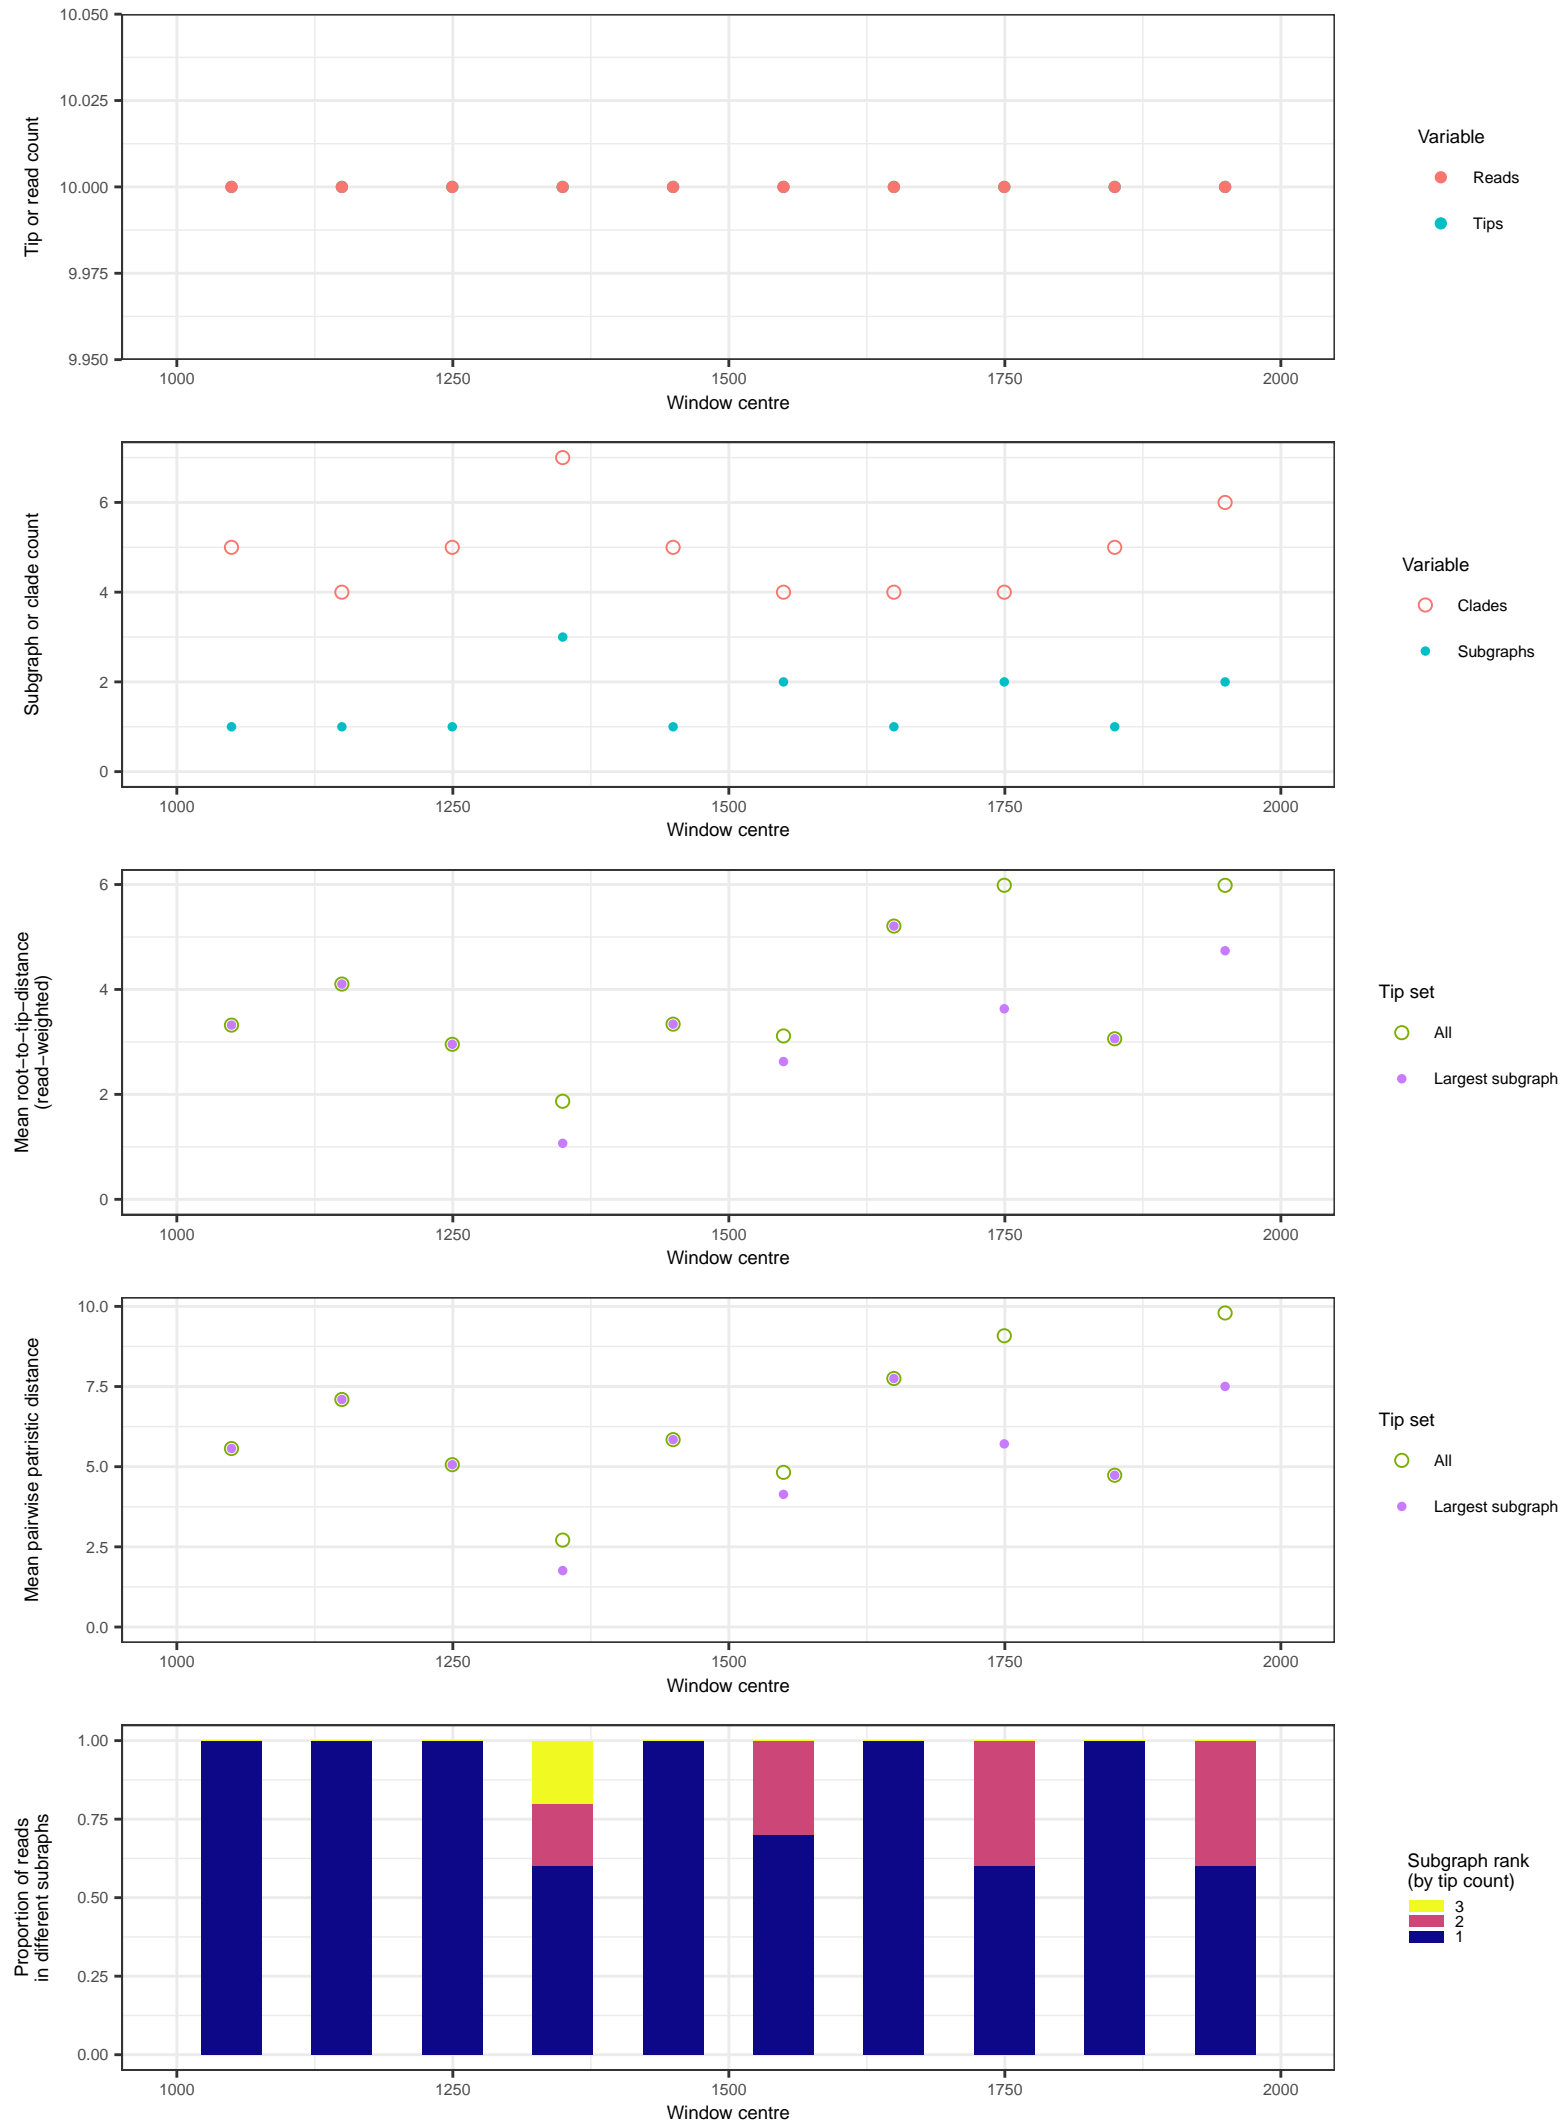 10.050
10.025
10.000
9.975
9.950
Tip or read count
1000 1250 1500 1750 2000
Window centre
Variable
Reads
Tips
6
4
2
0
Subgraph or clade count
1000 1250 1500 1750 2000
Window centre
Variable
Clades
Subgraphs
6
4
2
0
Mean root−to−tip−distance
(read−weighted)
1000 1250 1500 1750 2000
Window centre
Tip set
All
Largest subgraph
10.0
7.5
5.0
2.5
0.0
Mean pairwise patristic distance
1000 1250 1500 1750 2000
Window centre
Tip set
All
Largest subgraph
1.00
0.75
0.50
0.25
0.00
Proportion of reads
in different subraphs
1000 1250 1500 1750 2000
Window centre
Subgraph rank
(by tip count)
3
2
1